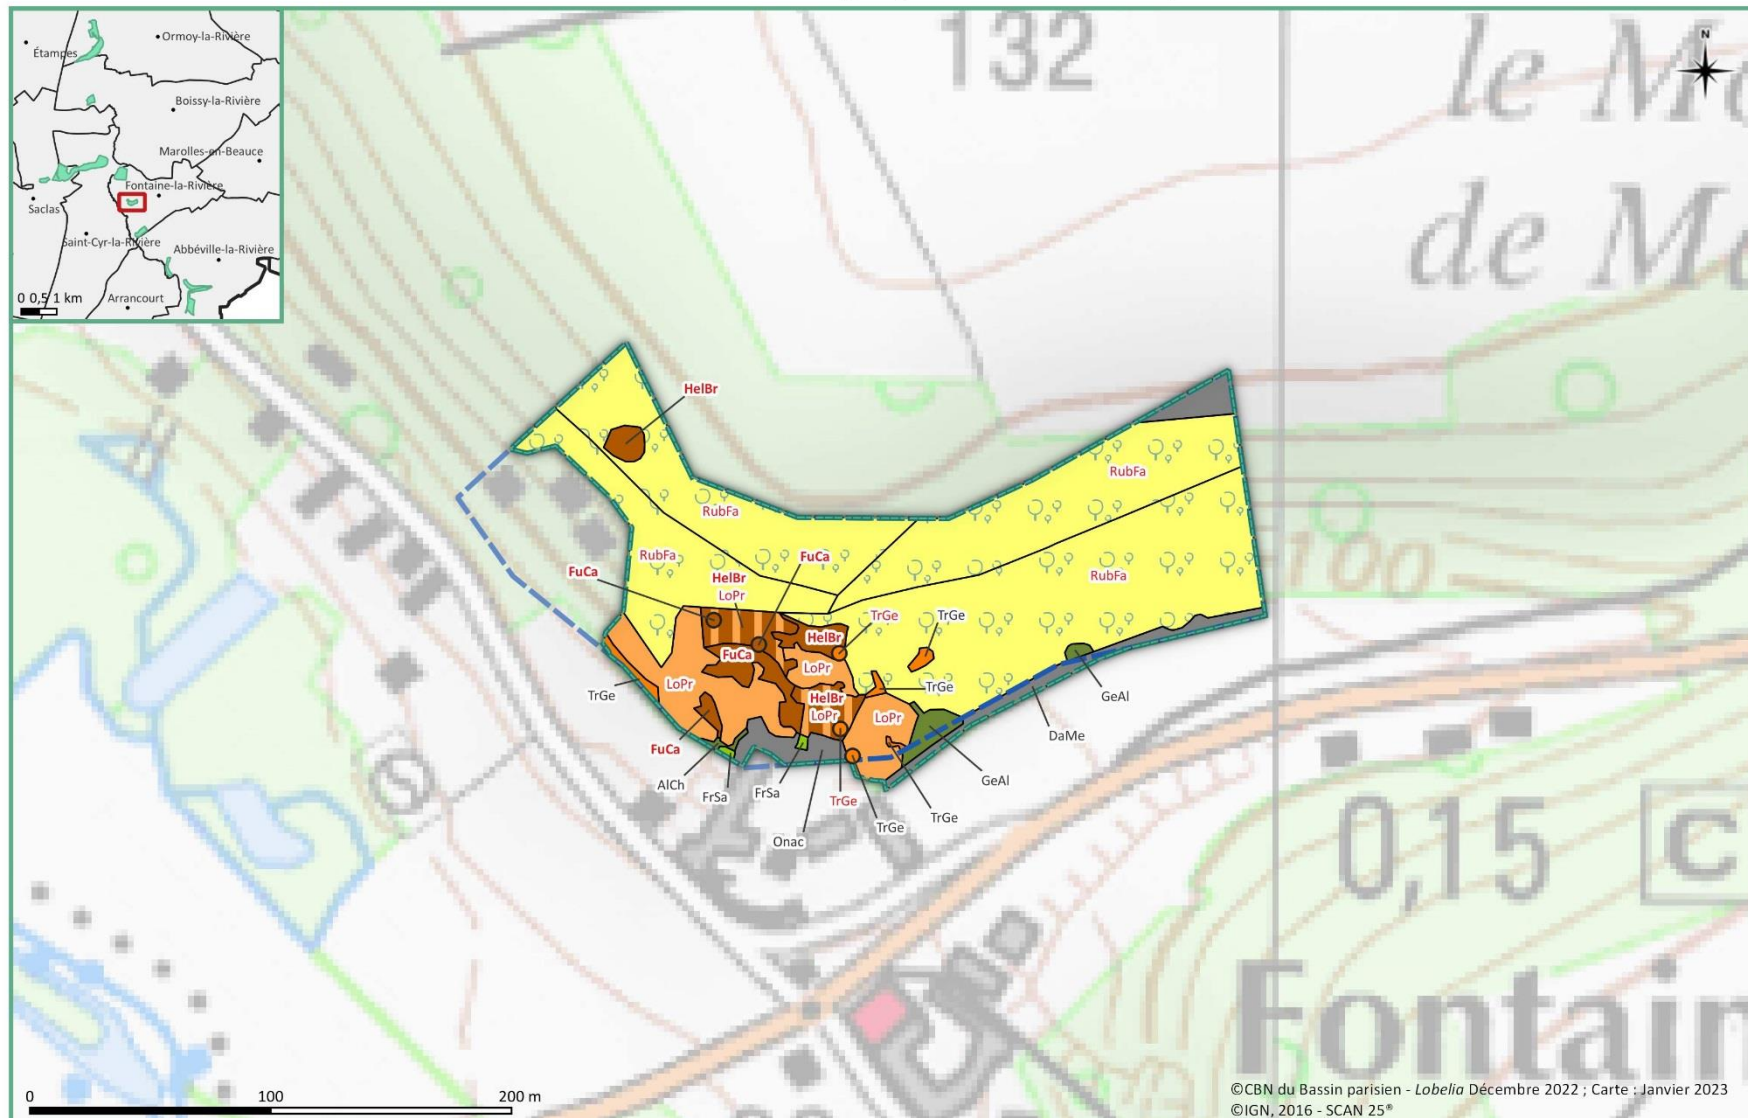 Étampes
Ormoy-la-Rivière
Boissy-la-Rivière
Marolles-en-Beauce
Fontaine-la-Rivière
Saclas
Saint-Cyr-la-Rivière
Abbéville-la-Rivière
Arrancourt
0 0,5 1 km
132
le M
de M
N
HelBr
RubFa
RubFa
RubFa
FuCa
FuCa
HelBr
LoPr
RubFa
TrGe
TrGe
HelBr
FuCa
LoPr
TrGe
LoPr
TrGe
HelBr
LoPr
LoPr
GeAl
DaMe
FuCa
AlCh
FrSa
FrSa
TrGe
GeAl
TrGe
TrGe
Onac
100
0,15
C
Fontain
0 100 200 m
©CBN du Bassin parisien - Lobelia Décembre 2022 ; Carte : Janvier 2023
©IGN, 2016 - SCAN 25®